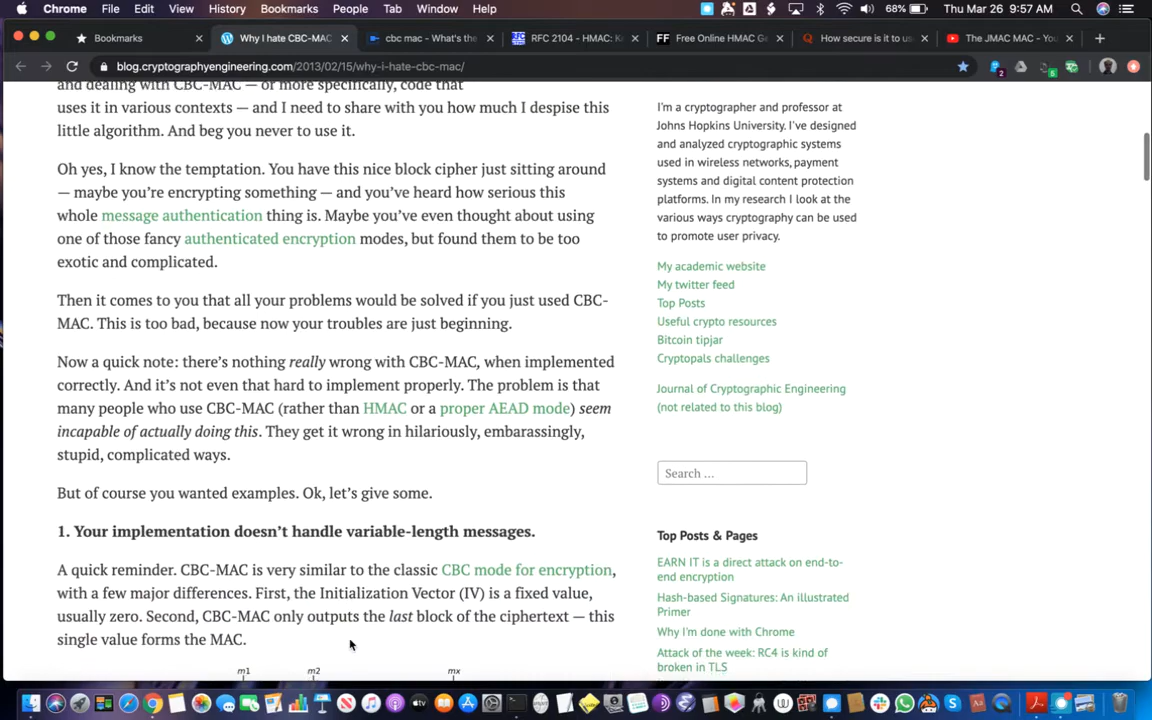 Chrome File Edit View History Bookmarks People Tab Window Help 68% Thu Mar 26 9:57 AM
Bookmarks Why I hate CBC-MAC cbc mac - What's the RFC 2104 - HMAC: K Free Online HMAC Ge How secure is it to us The JMAC MAC - You
blog.cryptographyengineering.com/2013/02/15/why-i-hate-cbc-mac/
and dealing with CBC-MAC — or more specifically, code that
uses it in various contexts — and I need to share with you how much I despise this
little algorithm. And beg you never to use it.
Oh yes, I know the temptation. You have this nice block cipher just sitting around
— maybe you're encrypting something — and you've heard how serious this
whole message authentication thing is. Maybe you've even thought about using
one of those fancy authenticated encryption modes, but found them to be too
exotic and complicated.
Then it comes to you that all your problems would be solved if you just used CBC-
MAC. This is too bad, because now your troubles are just beginning.
Now a quick note: there's nothing really wrong with CBC-MAC, when implemented
correctly. And it's not even that hard to implement properly. The problem is that
many people who use CBC-MAC (rather than HMAC or a proper AEAD mode) seem
incapable of actually doing this. They get it wrong in hilariously, embarassingly,
stupid, complicated ways.
But of course you wanted examples. Ok, let's give some.
1. Your implementation doesn't handle variable-length messages.
A quick reminder. CBC-MAC is very similar to the classic CBC mode for encryption,
with a few major differences. First, the Initialization Vector (IV) is a fixed value,
usually zero. Second, CBC-MAC only outputs the last block of the ciphertext — this
single value forms the MAC.
m1 m2 mx
I'm a cryptographer and professor at
Johns Hopkins University. I've designed
and analyzed cryptographic systems
used in wireless networks, payment
systems and digital content protection
platforms. In my research I look at the
various ways cryptography can be used
to promote user privacy.
My academic website
My twitter feed
Top Posts
Useful crypto resources
Bitcoin tipjar
Cryptopals challenges
Journal of Cryptographic Engineering
(not related to this blog)
Search …
Top Posts & Pages
EARN IT is a direct attack on end-to-
end encryption
Hash-based Signatures: An illustrated
Primer
Why I'm done with Chrome
Attack of the week: RC4 is kind of
broken in TLS